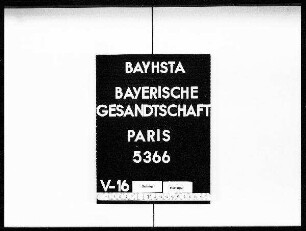 BAYHSTA
BAYERISCHE
GESANDTSCHAFT
PARIS
5366
V-16